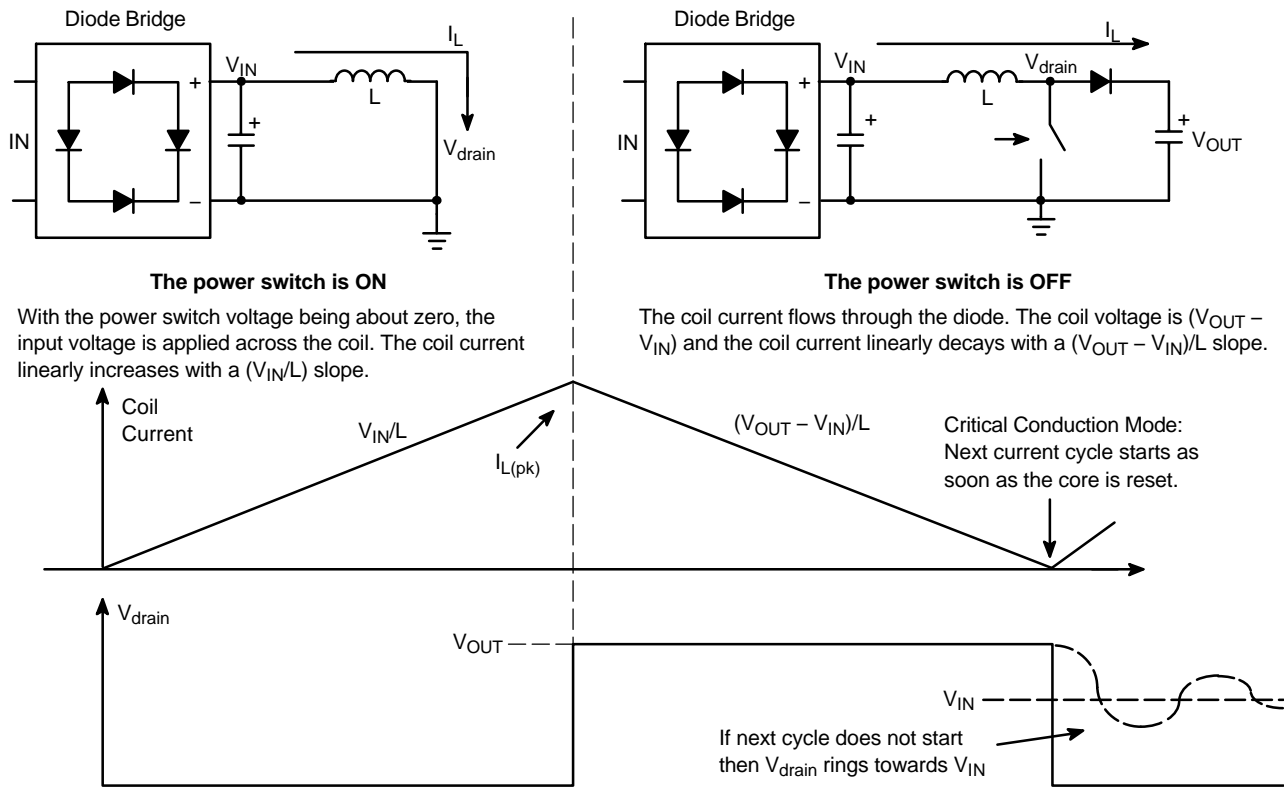 Diode Bridge
IN
+
−
V_IN
+
L
I_L
V_drain
Diode Bridge
IN
+
−
V_IN
+
L
I_L
V_drain
+
V_OUT
The power switch is ON
With the power switch voltage being about zero, the
input voltage is applied across the coil. The coil current
linearly increases with a (V_IN/L) slope.
The power switch is OFF
The coil current flows through the diode. The coil voltage is (V_OUT −
V_IN) and the coil current linearly decays with a (V_OUT − V_IN)/L slope.
Coil
Current
V_IN/L
I_L(pk)
(V_OUT − V_IN)/L
Critical Conduction Mode:
Next current cycle starts as
soon as the core is reset.
V_drain
V_OUT
V_IN
If next cycle does not start
then V_drain rings towards V_IN